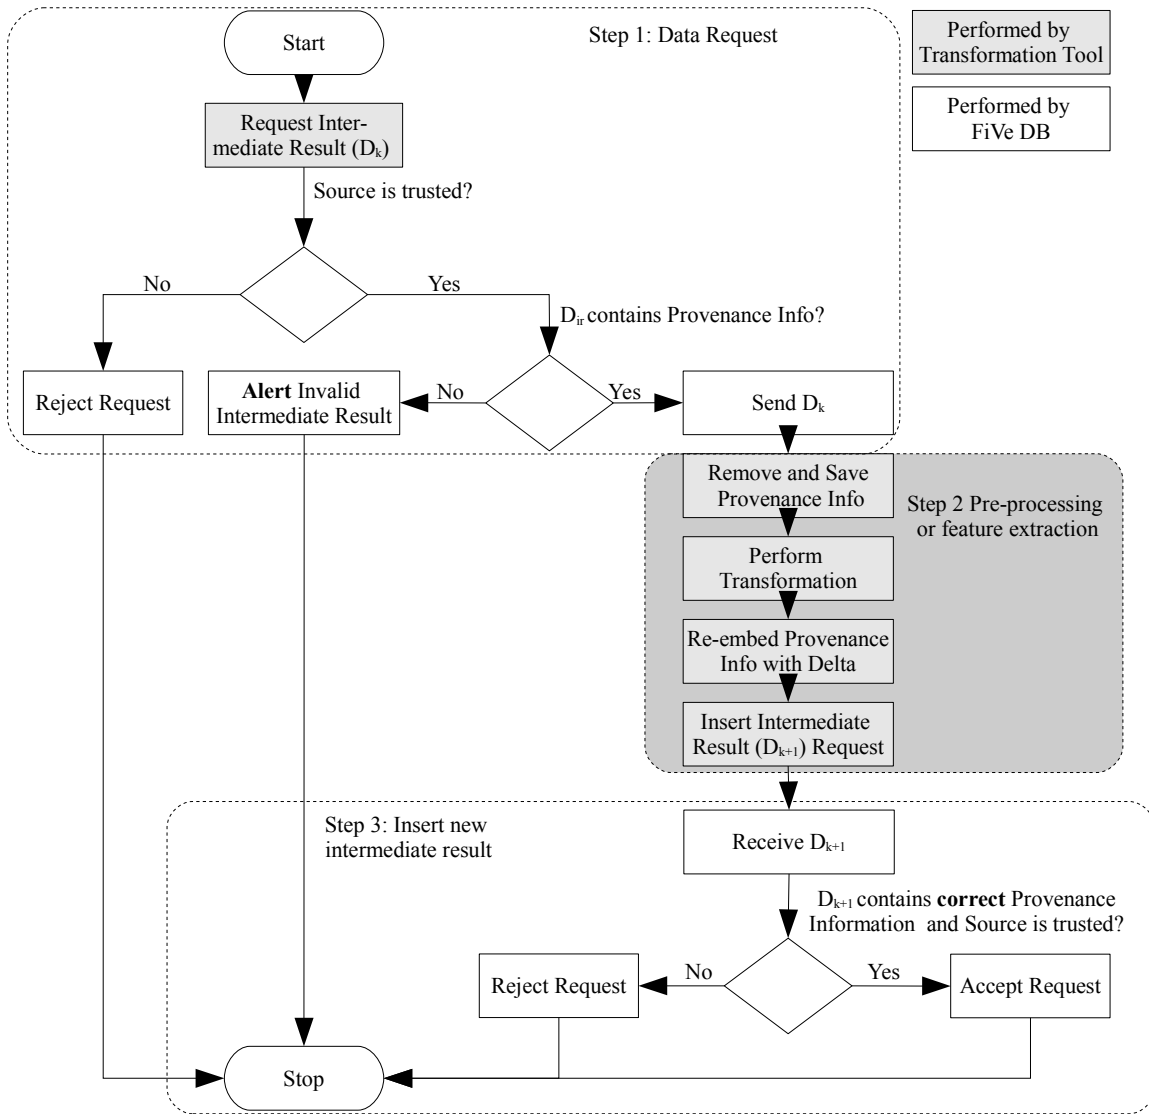 Start
Step 1: Data Request
Performed by
Transformation Tool
Performed by
FiVe DB
Request Inter-
mediate Result (Dk)
Source is trusted?
No
Yes
Dir contains Provenance Info?
Reject Request
Alert Invalid
Intermediate Result
No
Yes
Send Dk
Remove and Save
Provenance Info
Step 2 Pre-processing
or feature extraction
Perform
Transformation
Re-embed Provenance
Info with Delta
Insert Intermediate
Result (Dk+1) Request
Step 3: Insert new
intermediate result
Receive Dk+1
Dk+1 contains correct Provenance
Information and Source is trusted?
No
Yes
Reject Request
Accept Request
Stop